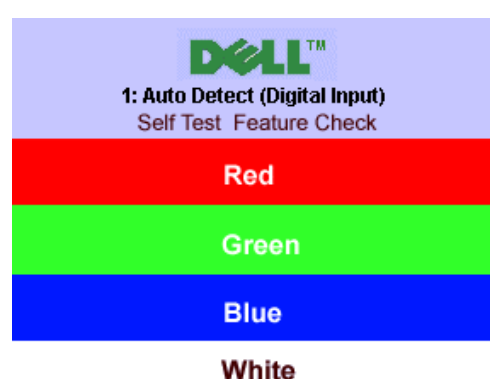 DELL™
1: Auto Detect (Digital Input)
Self Test Feature Check
Red
Green
Blue
White